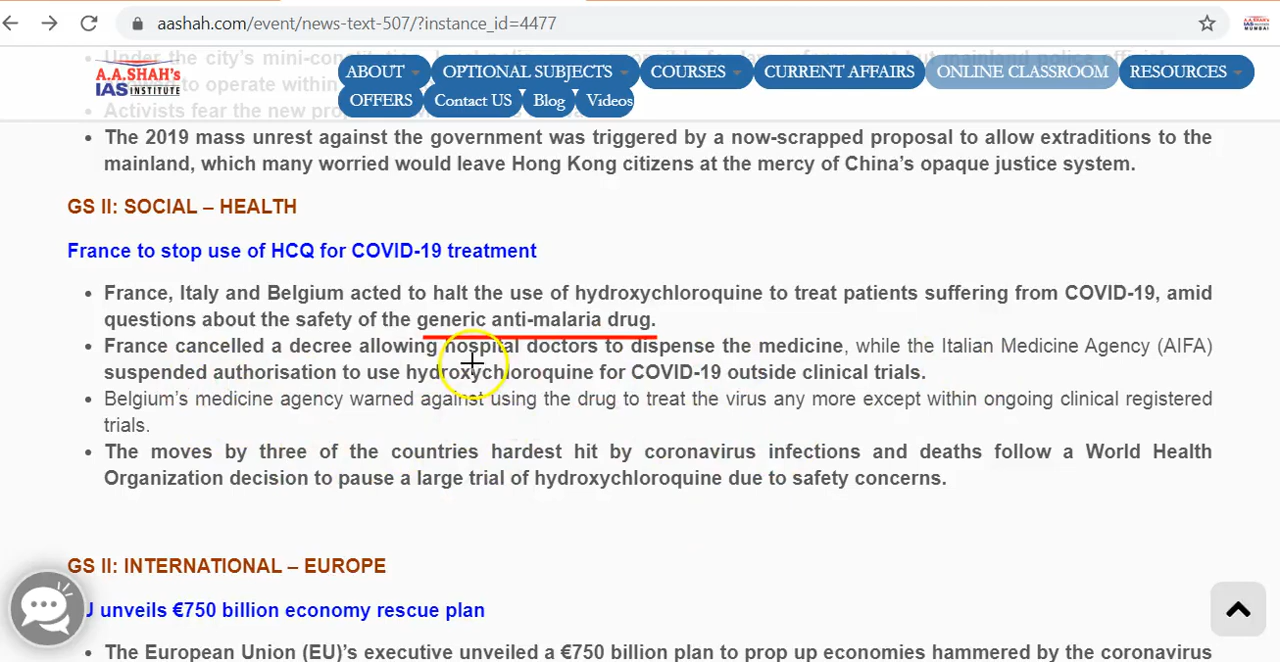 aashah.com/event/news-text-507/?instance_id=4477
A.A.SHAH's
IAS INSTITUTE
ABOUT
OPTIONAL SUBJECTS
COURSES
CURRENT AFFAIRS
ONLINE CLASSROOM
RESOURCES
OFFERS
Contact US
Blog
Videos
Under the city's
to operate within
Activists fear the new
• The 2019 mass unrest against the government was triggered by a now-scrapped proposal to allow extraditions to the
mainland, which many worried would leave Hong Kong citizens at the mercy of China's opaque justice system.
GS II: SOCIAL – HEALTH
France to stop use of HCQ for COVID-19 treatment
• France, Italy and Belgium acted to halt the use of hydroxychloroquine to treat patients suffering from COVID-19, amid
questions about the safety of the generic anti-malaria drug.
• France cancelled a decree allowing hospital doctors to dispense the medicine, while the Italian Medicine Agency (AIFA)
suspended authorisation to use hydroxychloroquine for COVID-19 outside clinical trials.
• Belgium's medicine agency warned against using the drug to treat the virus any more except within ongoing clinical registered
trials.
• The moves by three of the countries hardest hit by coronavirus infections and deaths follow a World Health
Organization decision to pause a large trial of hydroxychloroquine due to safety concerns.
GS II: INTERNATIONAL – EUROPE
unveils €750 billion economy rescue plan
• The European Union (EU)'s executive unveiled a €750 billion plan to prop up economies hammered by the coronavirus